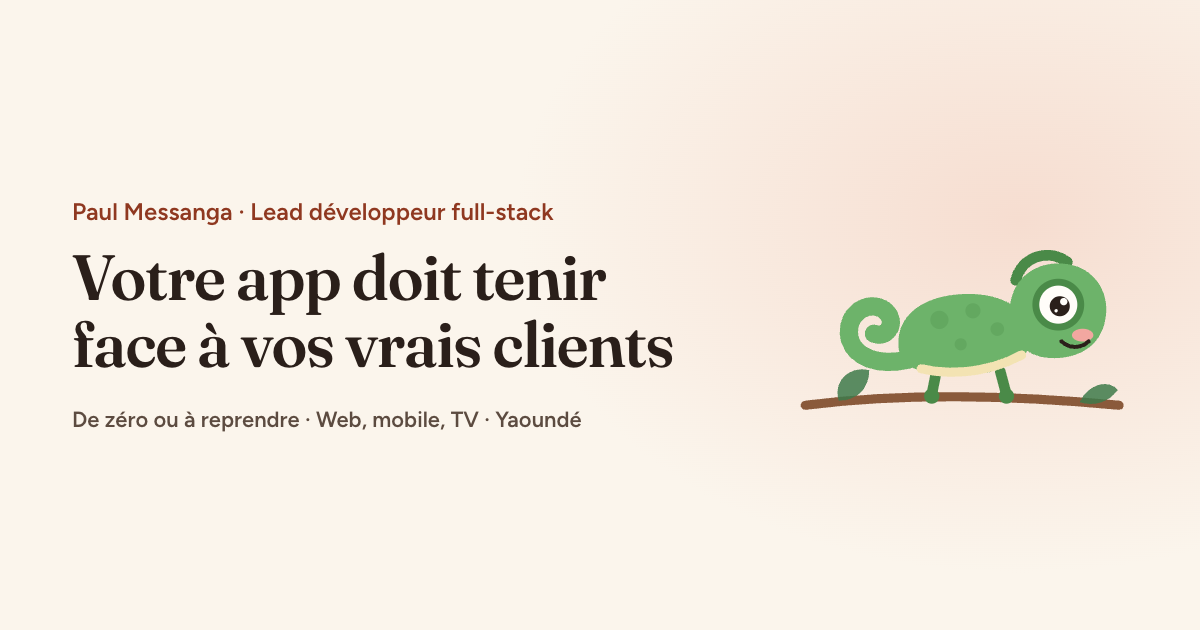 Paul Messanga · Lead développeur full-stack
Votre app doit tenir
face à vos vrais clients
De zéro ou à reprendre · Web, mobile, TV · Yaoundé